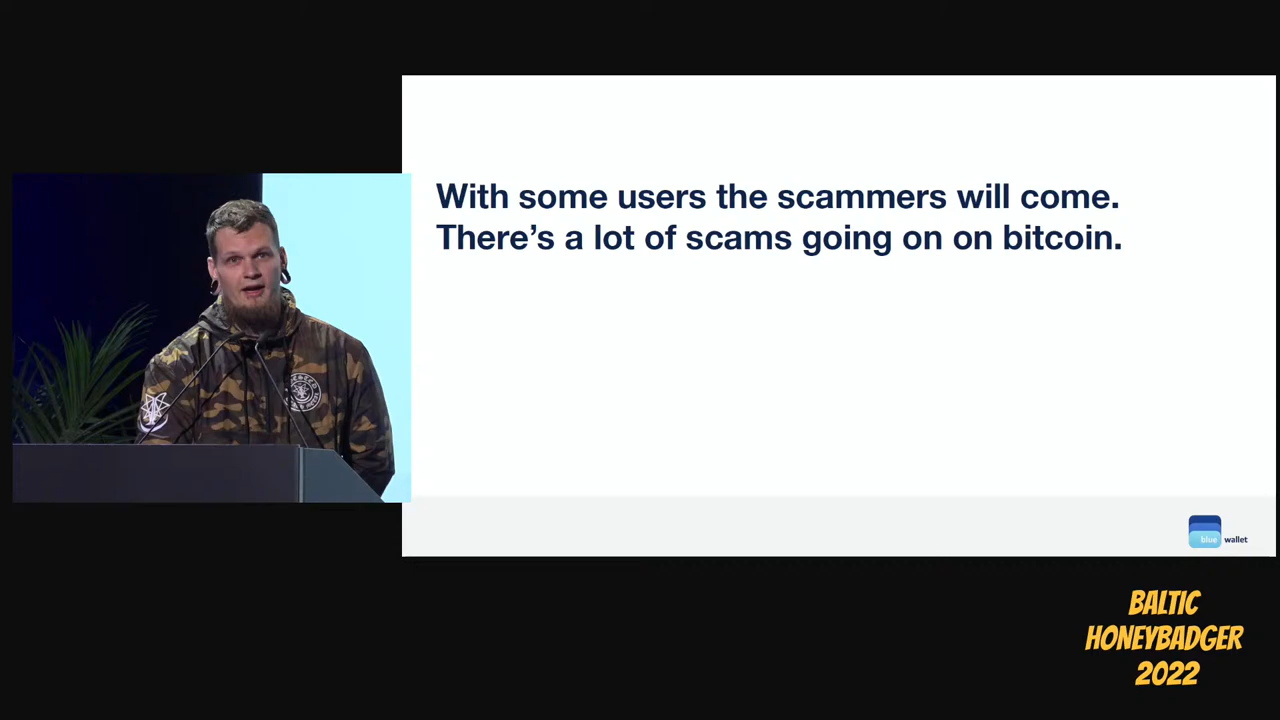 With some users the scammers will come.
There's a lot of scams going on on bitcoin.
blue wallet
BALTIC
HONEYBADGER
2022